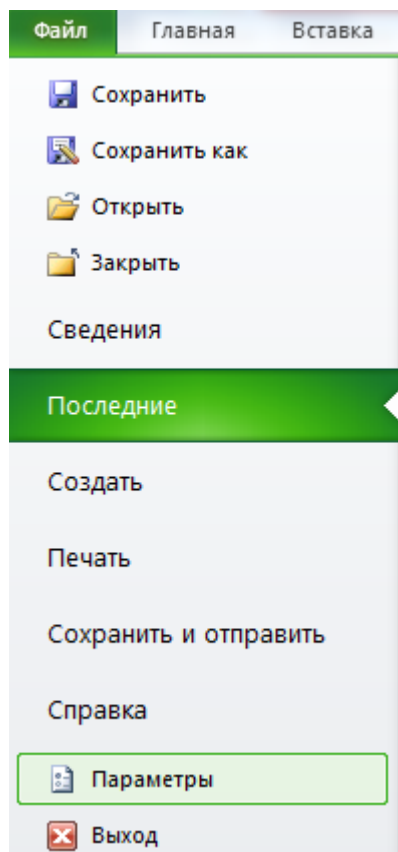 Файл Главная Вставка
Сохранить
Сохранить как
Открыть
Закрыть
Сведения
Последние
Создать
Печать
Сохранить и отправить
Справка
Параметры
Выход